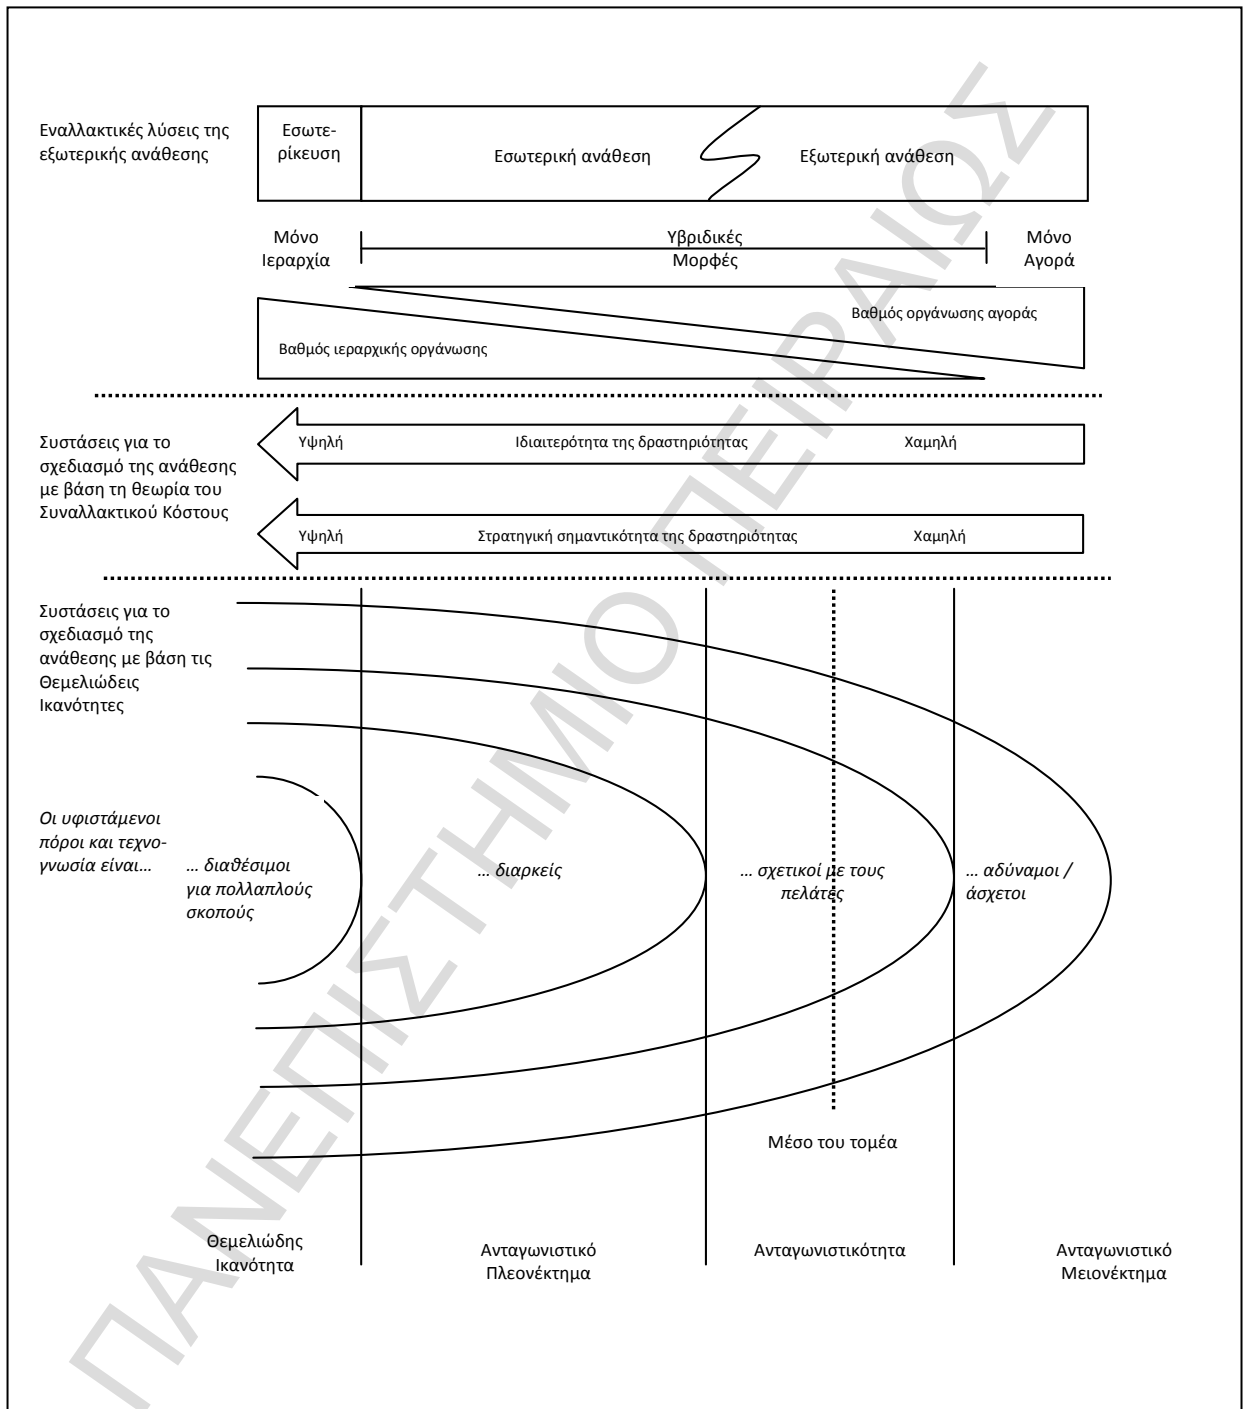 Εναλλακτικές λύσεις της
εξωτερικής ανάθεσης
Εσωτε-
ρίκευση
Εσωτερική ανάθεση
Εξωτερική ανάθεση
Μόνο
Ιεραρχία
Υβριδικές
Μορφές
Μόνο
Αγορά
Βαθμός οργάνωσης αγοράς
Βαθμός ιεραρχικής οργάνωσης
Συστάσεις για το
σχεδιασμό της ανάθεσης
με βάση τη θεωρία του
Συναλλακτικού Κόστους
Υψηλή
Ιδιαιτερότητα της δραστηριότητας
Χαμηλή
Υψηλή
Στρατηγική σημαντικότητα της δραστηριότητας
Χαμηλή
Συστάσεις για το
σχεδιασμό της
ανάθεσης με βάση τις
Θεμελιώδεις
Ικανότητες
Οι υφιστάμενοι
πόροι και τεχνο-
γνωσία είναι...
... διαθέσιμοι
για πολλαπλούς
σκοπούς
... διαρκείς
... σχετικοί με τους
πελάτες
... αδύναμοι /
άσχετοι
Μέσο του τομέα
Θεμελιώδης
Ικανότητα
Ανταγωνιστικό
Πλεονέκτημα
Ανταγωνιστικότητα
Ανταγωνιστικό
Μειονέκτημα
ΠΑΝΕΠΙΣΤΗΜΙΟ ΠΕΙΡΑΙΩΣ